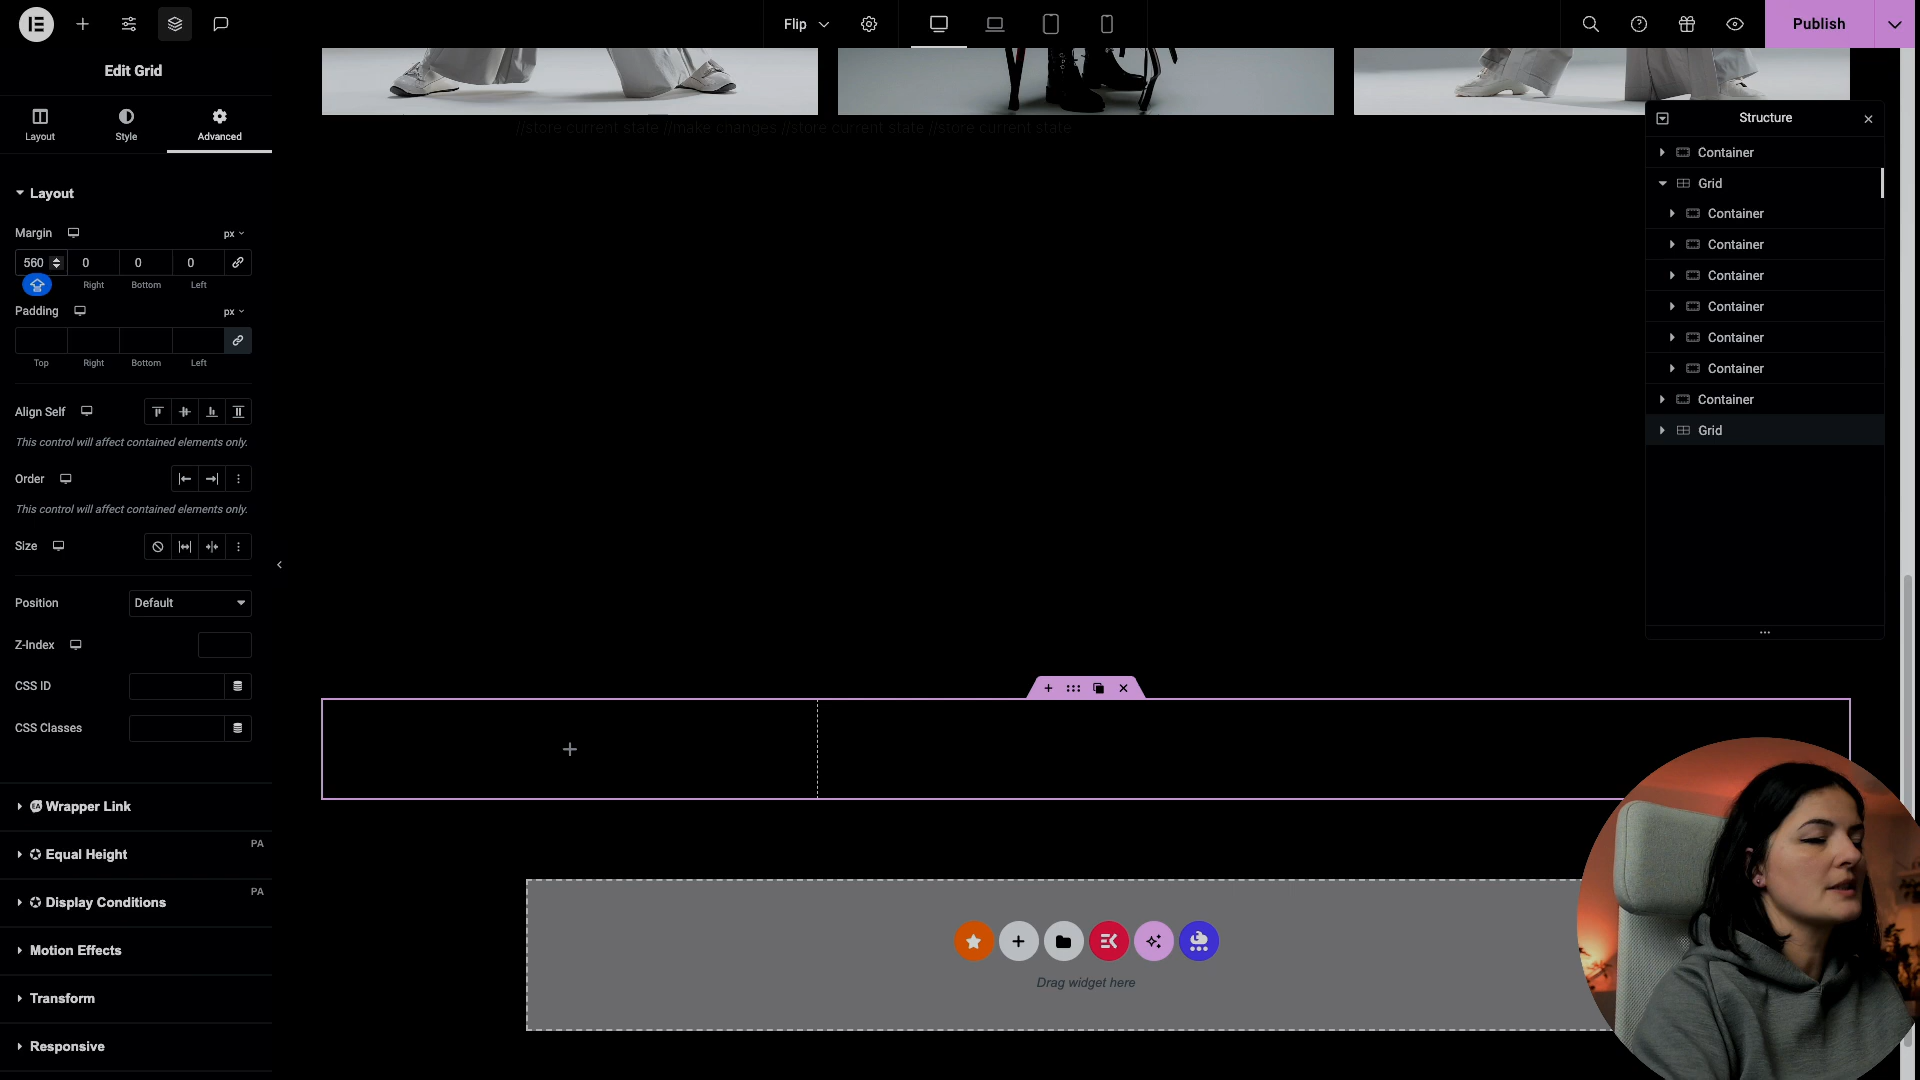 Flip
Publish
Edit Grid
Layout
Style
Advanced
//store current state //make changes //store current state //store current state
Structure
Container
Grid
Container
Container
Container
Container
Container
Container
Container
Grid
Layout
Margin
px
560
0
0
0
Right
Bottom
Left
Padding
px
Top
Right
Bottom
Left
Align Self
This control will affect contained elements only.
Order
This control will affect contained elements only.
Size
Position
Default
Z-Index
CSS ID
CSS Classes
Wrapper Link
PA
Equal Height
PA
Display Conditions
Motion Effects
Transform
Responsive
Drag widget here